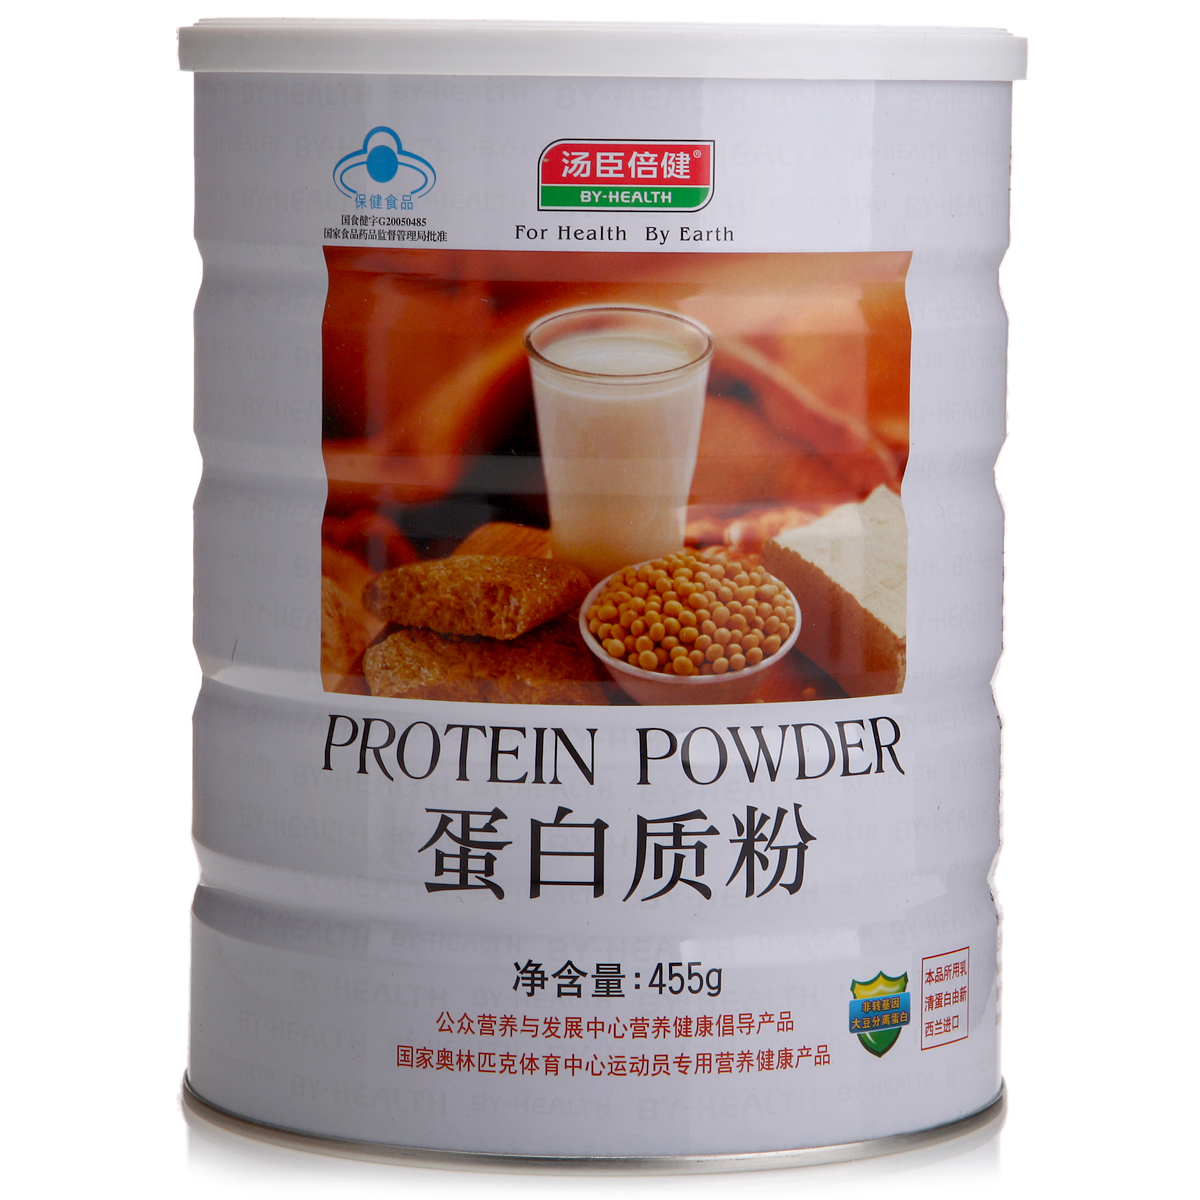 保健食品
国食健字G20050485
国家食品药品监督管理局批准
汤臣倍健®
BY-HEALTH
For Health By Earth
PROTEIN POWDER
蛋白质粉
净含量:455g
公众营养与发展中心营养健康倡导产品
国家奥林匹克体育中心运动员专用营养健康产品
非转基因
大豆分离蛋白
本品所用乳
清蛋白由新
西兰进口